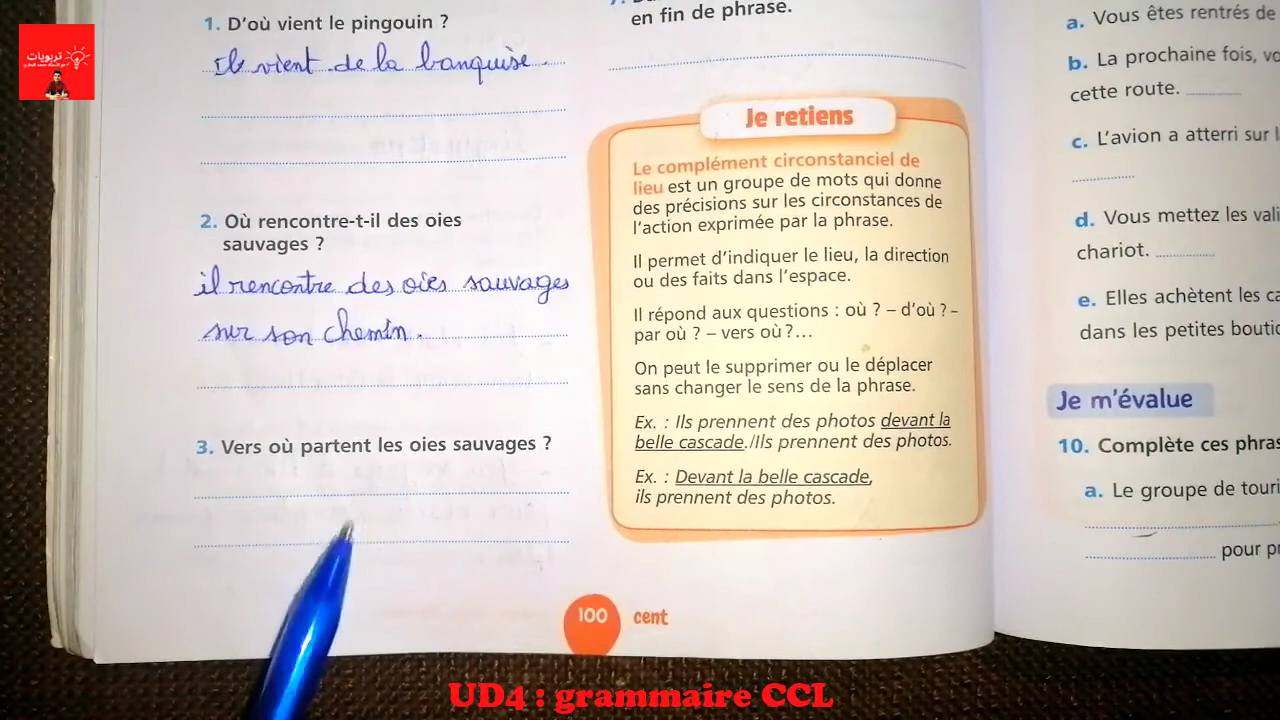 تربويات
1. D'où vient le pingouin ?
Il vient de la banquise.
2. Où rencontre-t-il des oies
sauvages ?
il rencontre des oies sauvages
sur son chemin.
3. Vers où partent les oies sauvages ?
en fin de phrase.
Je retiens
Le complément circonstanciel de
lieu est un groupe de mots qui donne
des précisions sur les circonstances de
l'action exprimée par la phrase.
Il permet d'indiquer le lieu, la direction
ou des faits dans l'espace.
Il répond aux questions : où ? – d'où ? –
par où ? – vers où ?...
On peut le supprimer ou le déplacer
sans changer le sens de la phrase.
Ex. : Ils prennent des photos devant la
belle cascade./Ils prennent des photos.
Ex. : Devant la belle cascade,
ils prennent des photos.
100 cent
a. Vous êtes rentrés de
b. La prochaine fois,
cette route.
c. L'avion a atterri sur
d. Vous mettez les
chariot.
e. Elles achètent les
dans les petites
Je m'évalue
10. Complète ces
a. Le groupe de
pour
UD4 : grammaire CCL